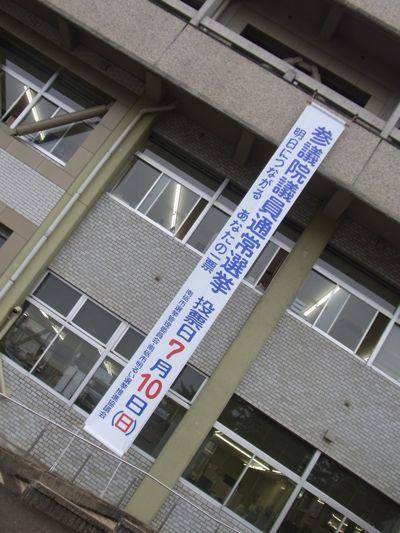 参議院議員通常選挙
明日につながる あなたの一票
投票日7月10日(日)